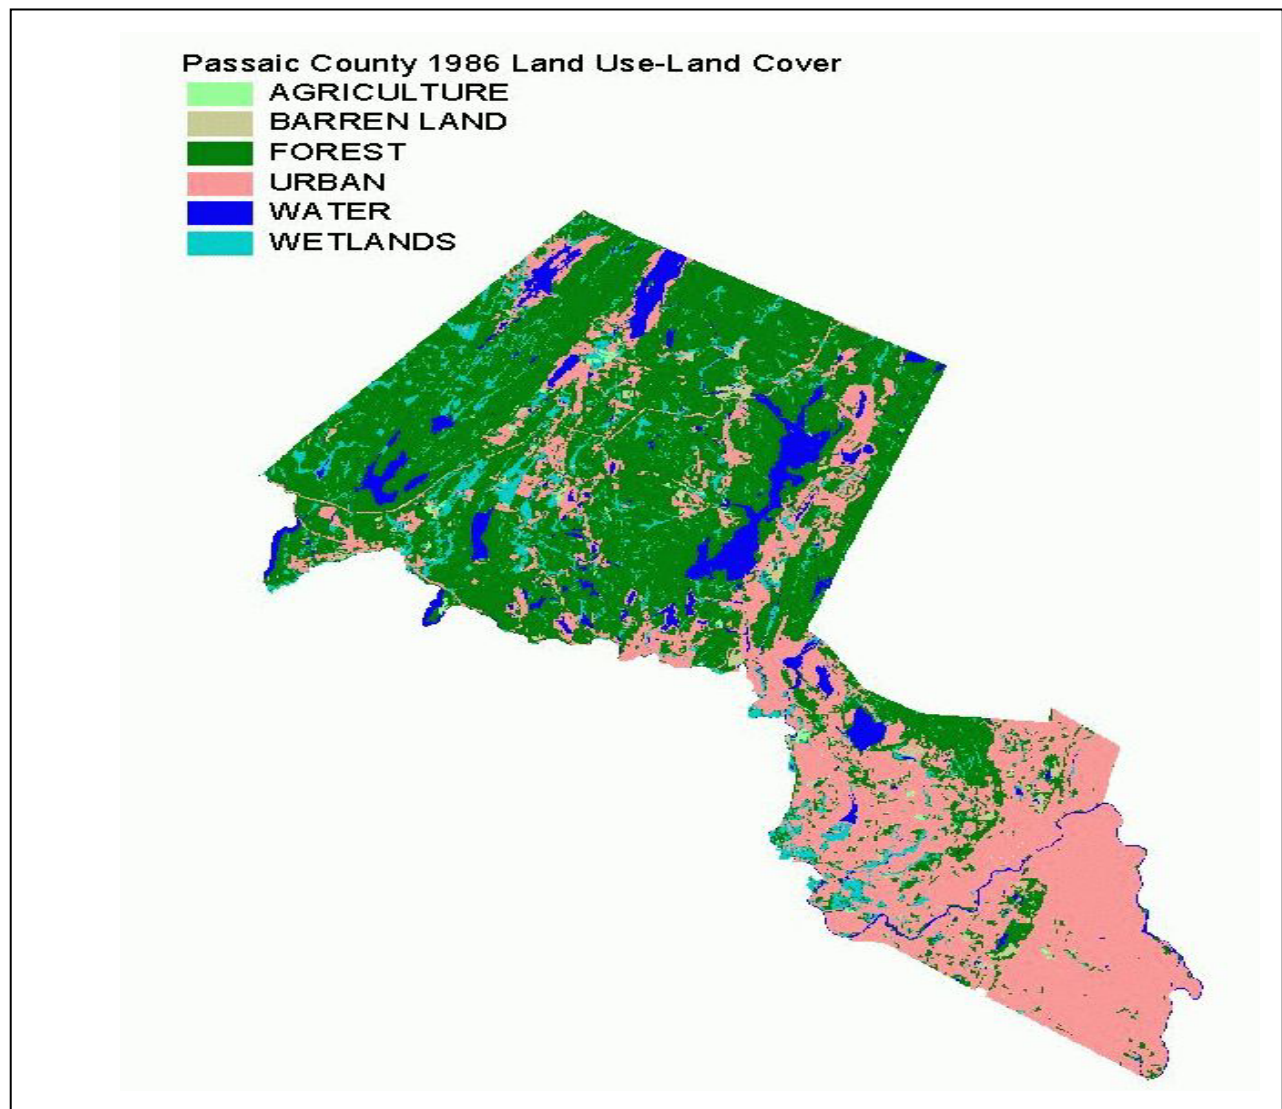 Passaic County 1986 Land Use-Land Cover
AGRICULTURE
BARREN LAND
FOREST
URBAN
WATER
WETLANDS